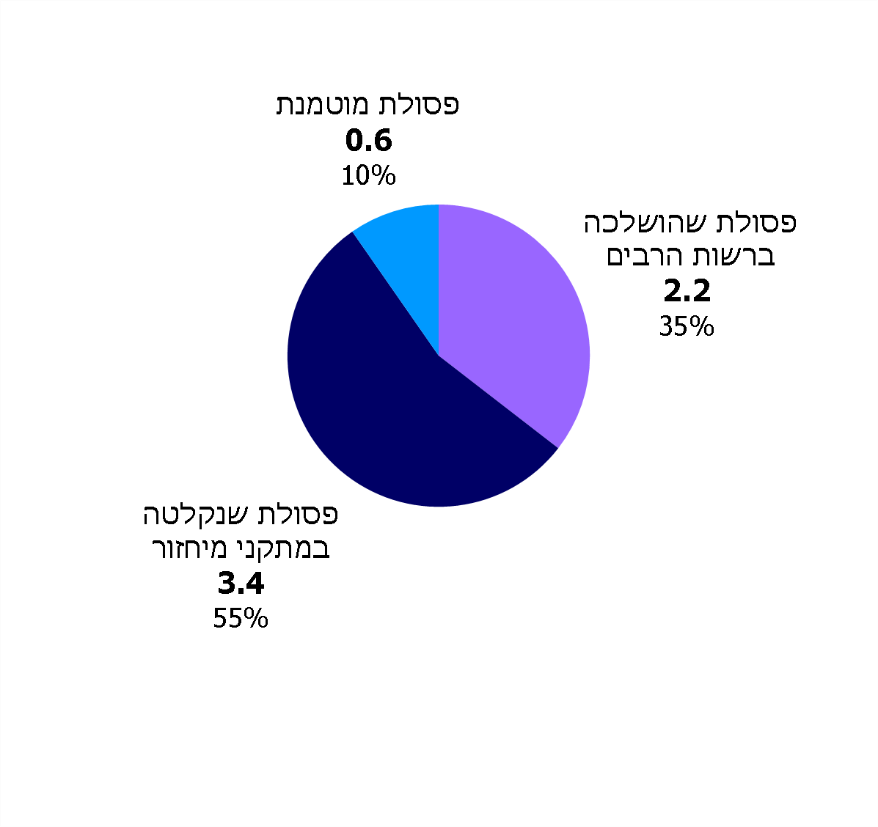 פסולת מוטמנת
0.6
10%
פסולת שהושלכה
ברשות הרבים
2.2
35%
פסולת שנקלטה
במתקני מיחזור
3.4
55%